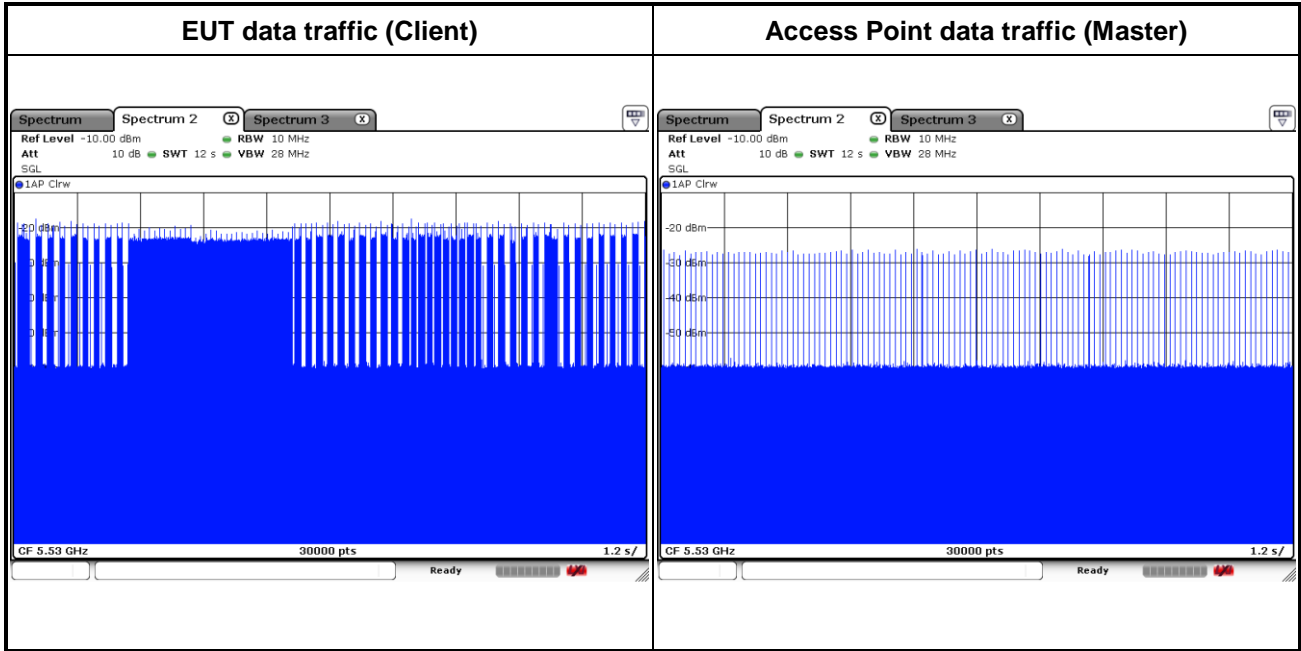 EUT data traffic (Client)
Access Point data traffic (Master)
Spectrum Spectrum 2 X Spectrum 3 X
Ref Level -10.00 dBm RBW 10 MHz
Att 10 dB SWT 12 s VBW 28 MHz
SGL
1AP Clrw
-20 dBm
CF 5.53 GHz 30000 pts 1.2 s/
Ready
Spectrum Spectrum 2 X Spectrum 3 X
Ref Level -10.00 dBm RBW 10 MHz
Att 10 dB SWT 12 s VBW 28 MHz
SGL
1AP Clrw
-20 dBm
-30 dBm
-40 dBm
-50 dBm
CF 5.53 GHz 30000 pts 1.2 s/
Ready